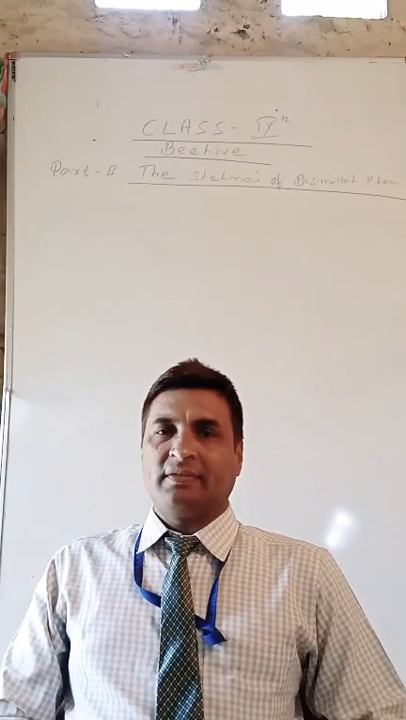 CLASS - IXth
Beehive
Part - II The Shehnai of Bismillah Khan